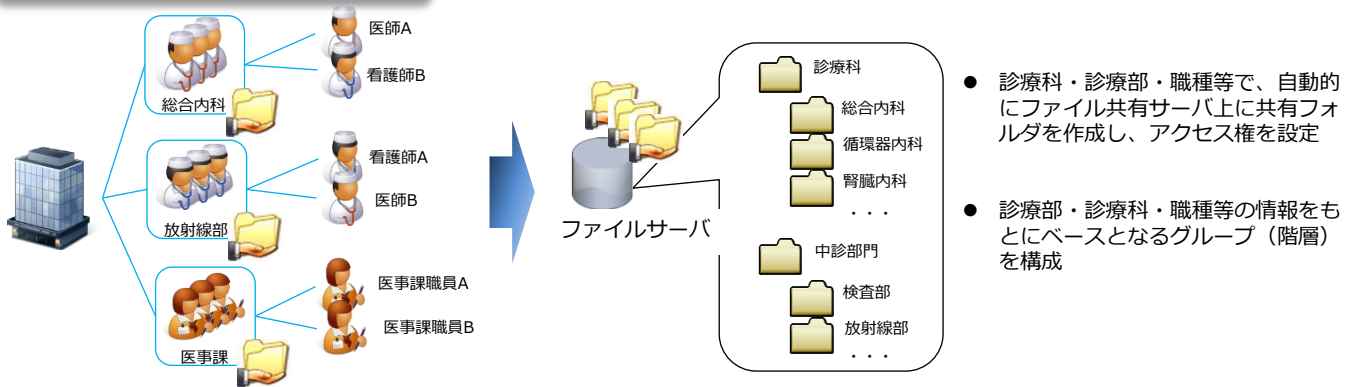 医師A
看護師B
総合内科
看護師A
医師B
放射線部
医事課職員A
医事課職員B
医事課
ファイルサーバ
診療科
総合内科
循環器内科
腎臓内科
・・・
中診部門
検査部
放射線部
・・・
● 診療科・診療部・職種等で、自動的
にファイル共有サーバ上に共有フォ
ルダを作成し、アクセス権を設定
● 診療部・診療科・職種等の情報をも
とにベースとなるグループ（階層）
を構成